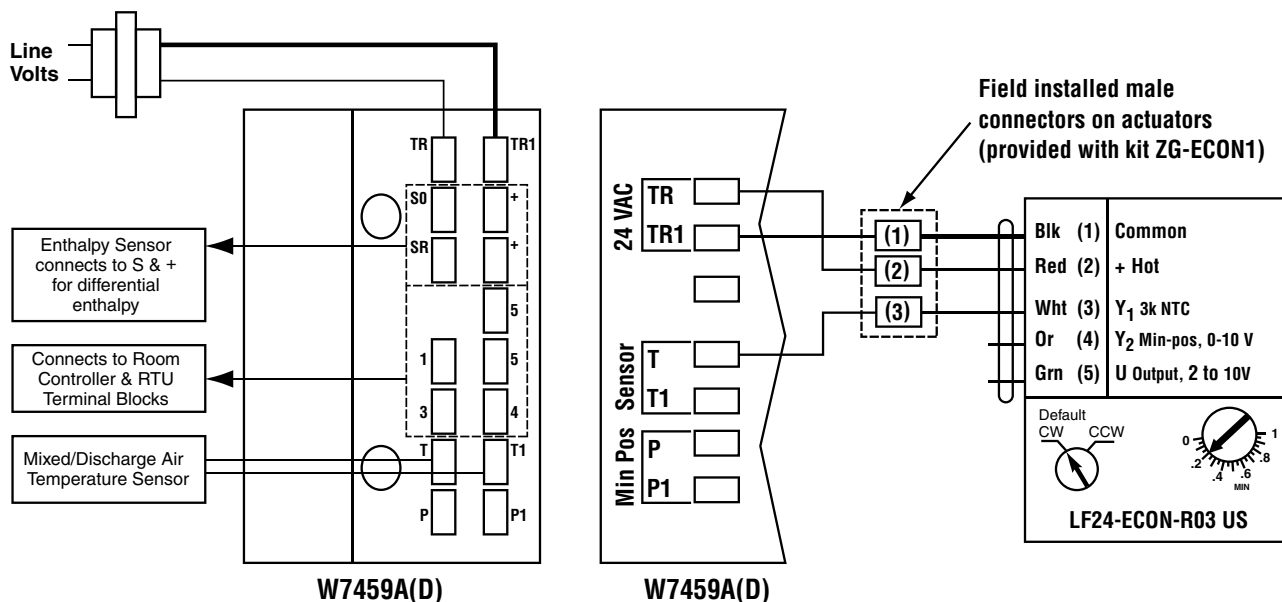 Line
Volts
TR
TR1
S0
+
SR
+
5
1
5
3
4
T
T1
P
P1
Enthalpy Sensor
connects to S & +
for differential
enthalpy
Connects to Room
Controller & RTU
Terminal Blocks
Mixed/Discharge Air
Temperature Sensor
W7459A(D)
24 VAC
TR
TR1
Sensor
T
T1
Min Pos
P
P1
W7459A(D)
Field installed male
connectors on actuators
(provided with kit ZG-ECON1)
(1)
(2)
(3)
Blk (1) Common
Red (2) + Hot
Wht (3) Y1 3k NTC
Or (4) Y2 Min-pos, 0-10 V
Grn (5) U Output, 2 to 10V
Default
CW
CCW
0
.2
.4
.6
.8
1
MIN
LF24-ECON-R03 US